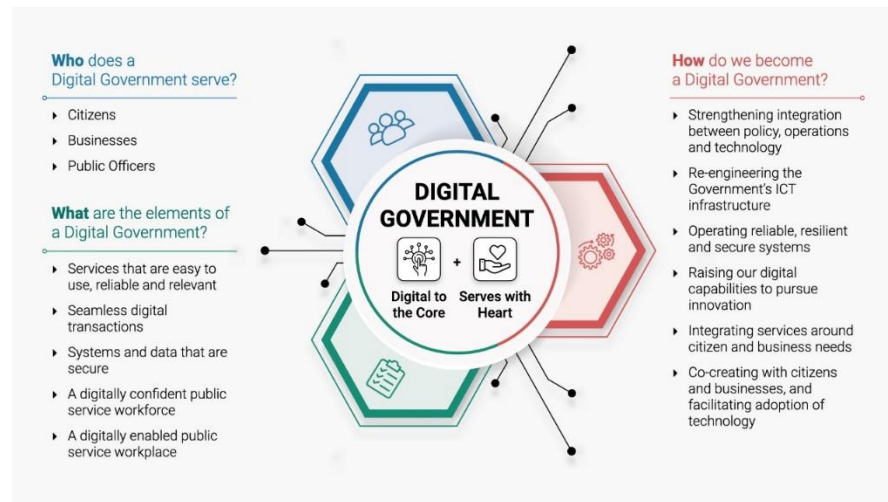 Who does a
Digital Government serve?
Citizens
Businesses
Public Officers
What are the elements of
a Digital Government?
Services that are easy to
use, reliable and relevant
Seamless digital
transactions
Systems and data that are
secure
A digitally confident public
service workforce
A digitally enabled public
service workplace
DIGITAL
GOVERNMENT
+
Digital to
the Core
Serves with
Heart
How do we become
a Digital Government?
Strengthening integration
between policy, operations
and technology
Re-engineering the
Government's ICT
infrastructure
Operating reliable, resilient
and secure systems
Raising our digital
capabilities to pursue
innovation
Integrating services around
citizen and business needs
Co-creating with citizens
and businesses, and
facilitating adoption of
technology